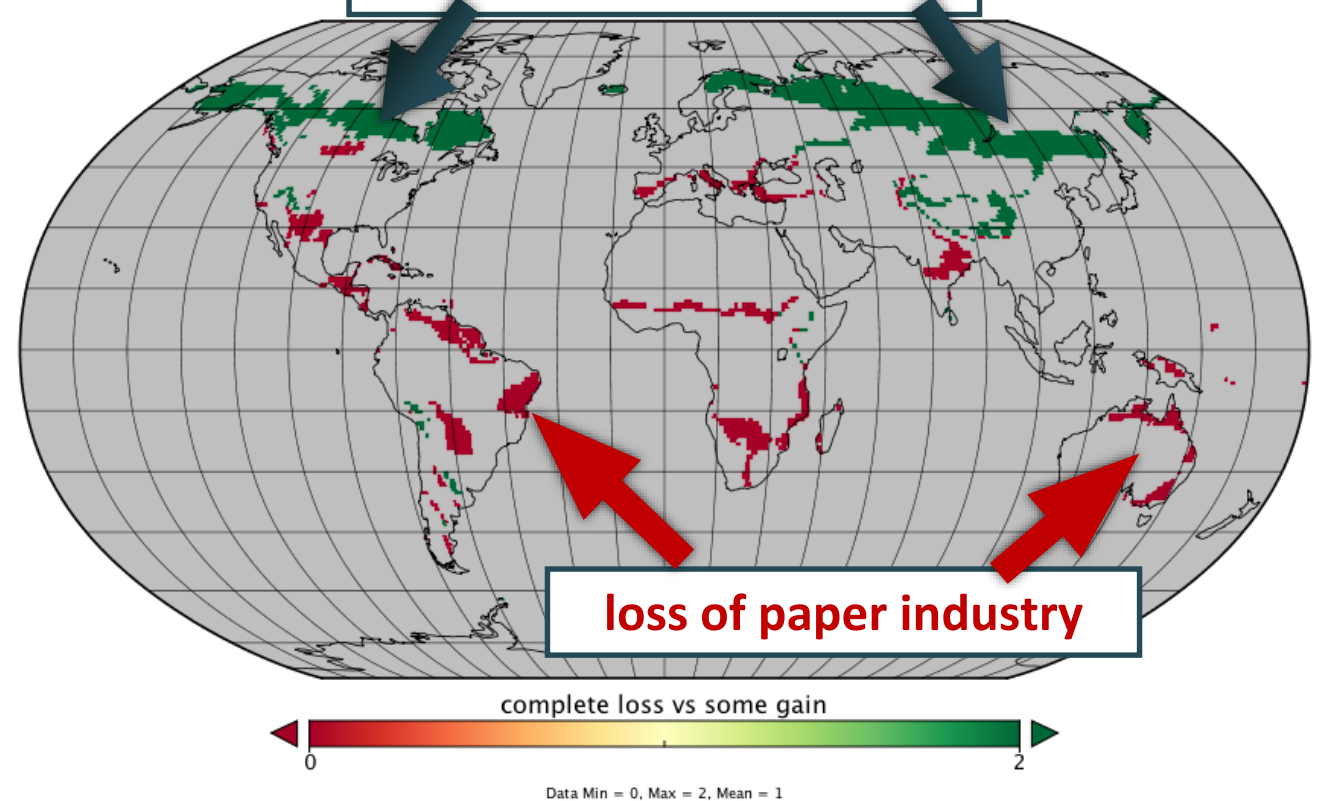 loss of paper industry
complete loss vs some gain
0
2
Data Min = 0, Max = 2, Mean = 1